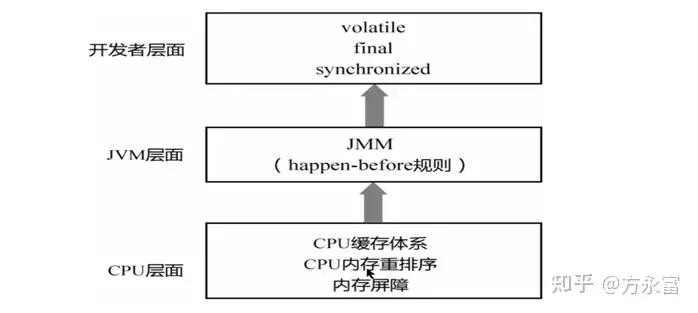 开发者层面
volatile
final
synchronized
JVM层面
JMM
（happen-before规则）
CPU层面
CPU缓存体系
CPU内存重排序
内存屏障
知乎 @方永富